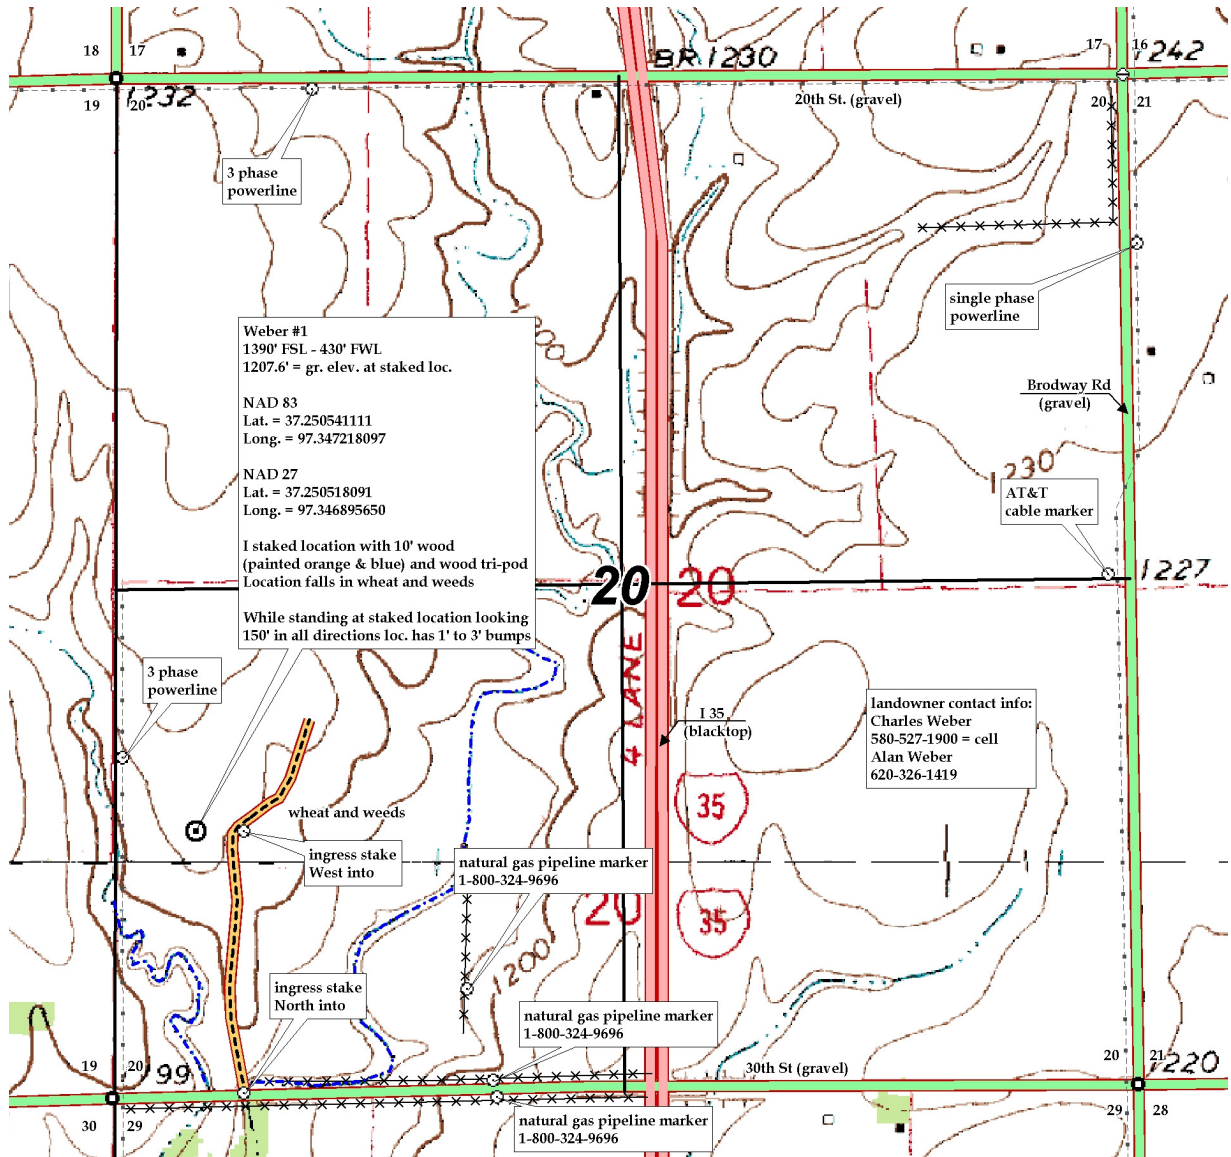 18 17
BR 1230
17 16
1242
19 20
1232
20th St. (gravel)
20 21
3 phase
powerline
single phase
powerline
Weber #1
1390' FSL - 430' FWL
1207.6' = gr. elev. at staked loc.
NAD 83
Lat. = 37.250541111
Long. = 97.347218097
NAD 27
Lat. = 37.250518091
Long. = 97.346895650
I staked location with 10' wood
(painted orange & blue) and wood tri-pod
Location falls in wheat and weeds
While standing at staked location looking
150' in all directions loc. has 1' to 3' bumps
Brodway Rd
(gravel)
1230
AT&T
cable marker
20
20
1227
4 LANE
3 phase
powerline
I 35
(blacktop)
landowner contact info:
Charles Weber
580-527-1900 = cell
Alan Weber
620-326-1419
35
wheat and weeds
ingress stake
West into
natural gas pipeline marker
1-800-324-9696
20
35
1200
ingress stake
North into
natural gas pipeline marker
1-800-324-9696
19 20
1199
30th St (gravel)
20 21
1220
30 29
natural gas pipeline marker
1-800-324-9696
29 28